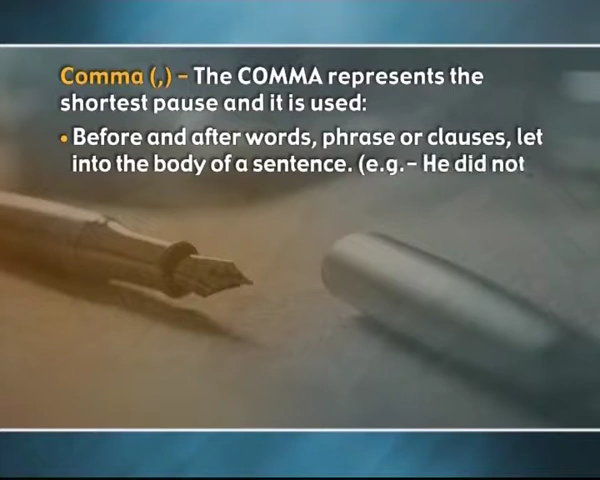 Comma (,) – The COMMA represents the
shortest pause and it is used:
• Before and after words, phrase or clauses, let
into the body of a sentence. (e.g.– He did not